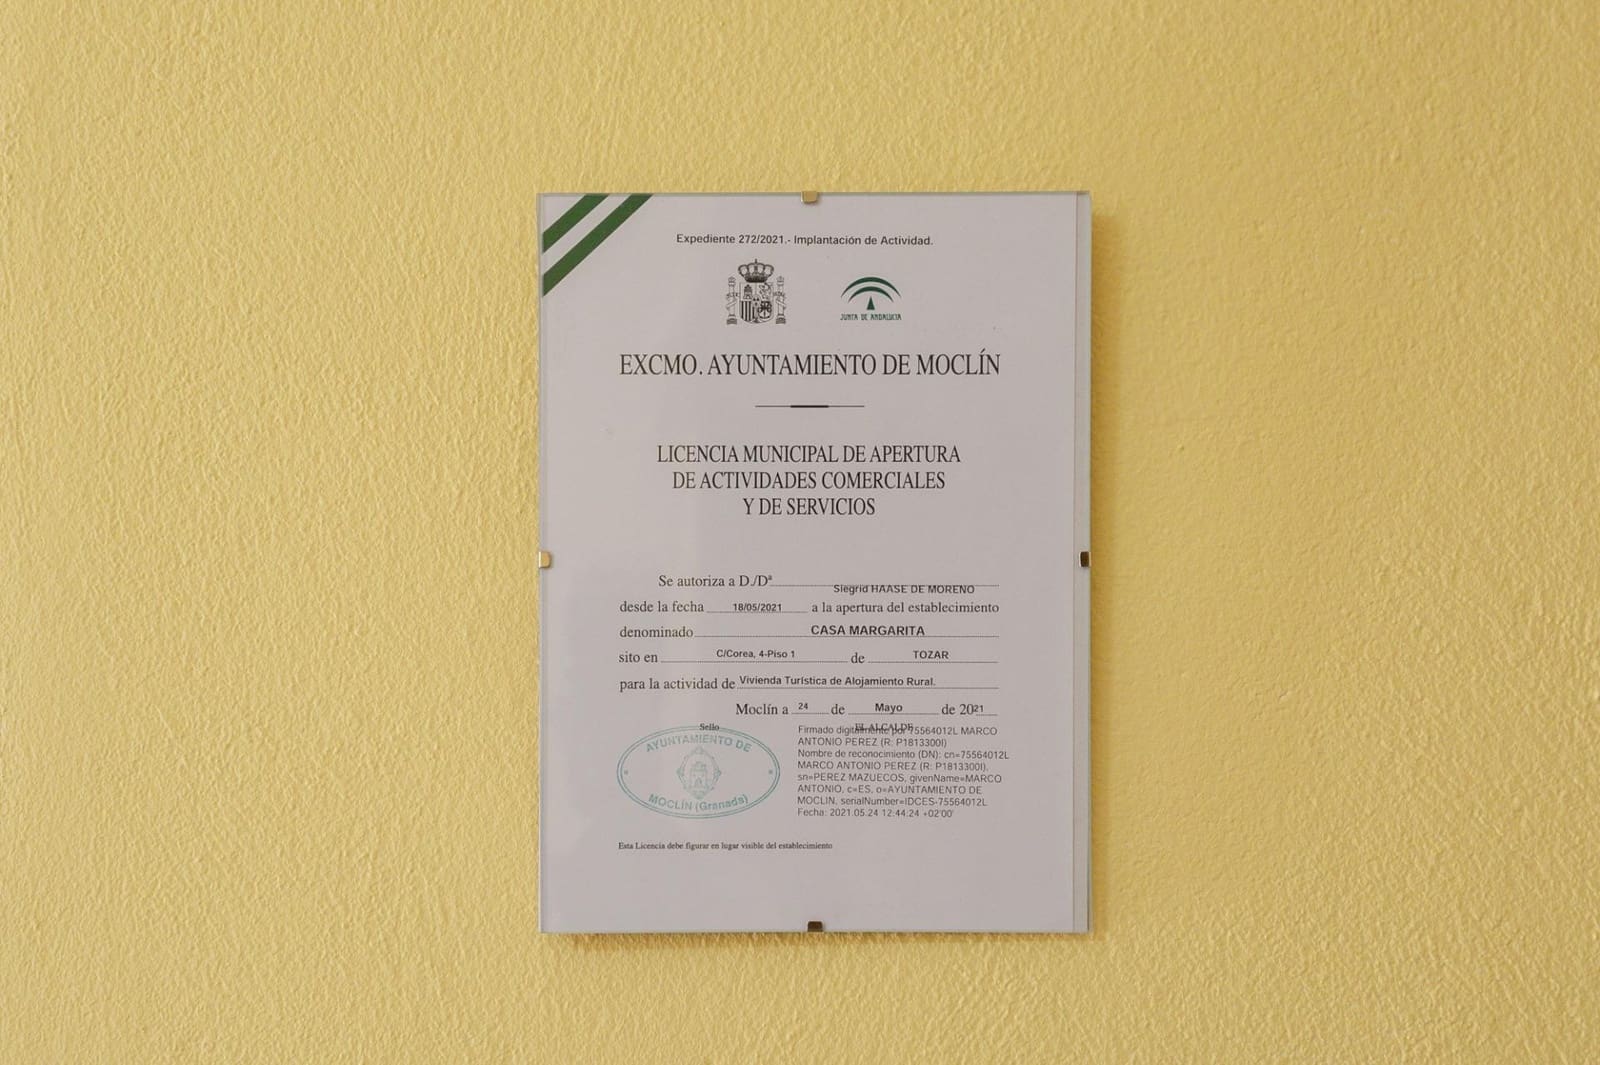 Expediente 272/2021.- Implantación de Actividad.
JUNTA DE ANDALUCIA
EXCMO. AYUNTAMIENTO DE MOCLÍN
LICENCIA MUNICIPAL DE APERTURA
DE ACTIVIDADES COMERCIALES
Y DE SERVICIOS
Se autoriza a D./Dª Siegrid HAASE DE MORENO
desde la fecha 18/05/2021 a la apertura del establecimiento
denominado CASA MARGARITA
sito en C/Corea, 4-Piso 1 de TOZAR
para la actividad de Vivienda Turística de Alojamiento Rural.
Moclín a 24 de Mayo de 2021
Sello
EL ALCALDE
AYUNTAMIENTO DE
MOCLÍN (Granada)
Firmado digitalmente por 75564012L MARCO
ANTONIO PEREZ (R: P1813300I)
Nombre de reconocimiento (DN): cn=75564012L
MARCO ANTONIO PEREZ (R: P1813300I),
sn=PEREZ MAZUECOS, givenName=MARCO
ANTONIO, c=ES, o=AYUNTAMIENTO DE
MOCLIN, serialNumber=IDCES-75564012L
Fecha: 2021.05.24 12:44:24 +02'00'
Esta Licencia debe figurar en lugar visible del establecimiento